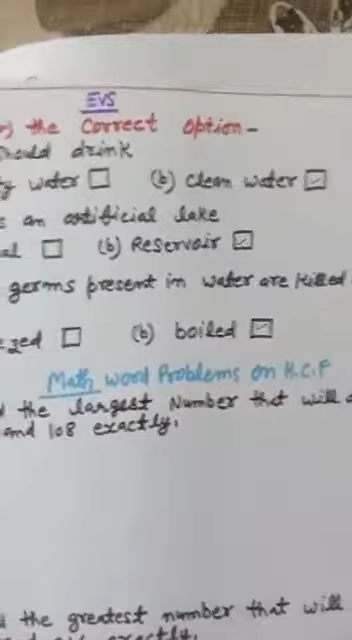 EVS
the Correct option-
should drink
water (b) clean water
an artificial lake
(b) Reservoir
germs present in water are killed
(b) boiled
Math word Problems on H.C.F
the largest Number that will
and 108 exactly.
the greatest number that will
exactly.